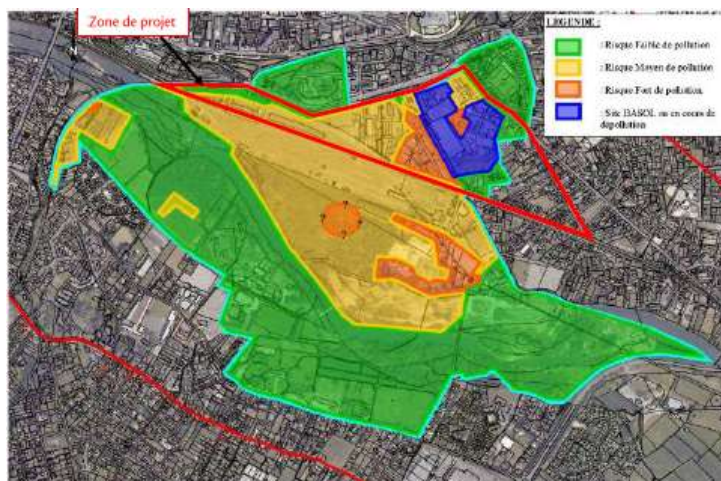 Zone de projet
N
LEGENDE :
: Risque Faible de pollution
: Risque Moyen de pollution
: Risque Fort de pollution,
: Site BASOL ou en cours de
dépollution